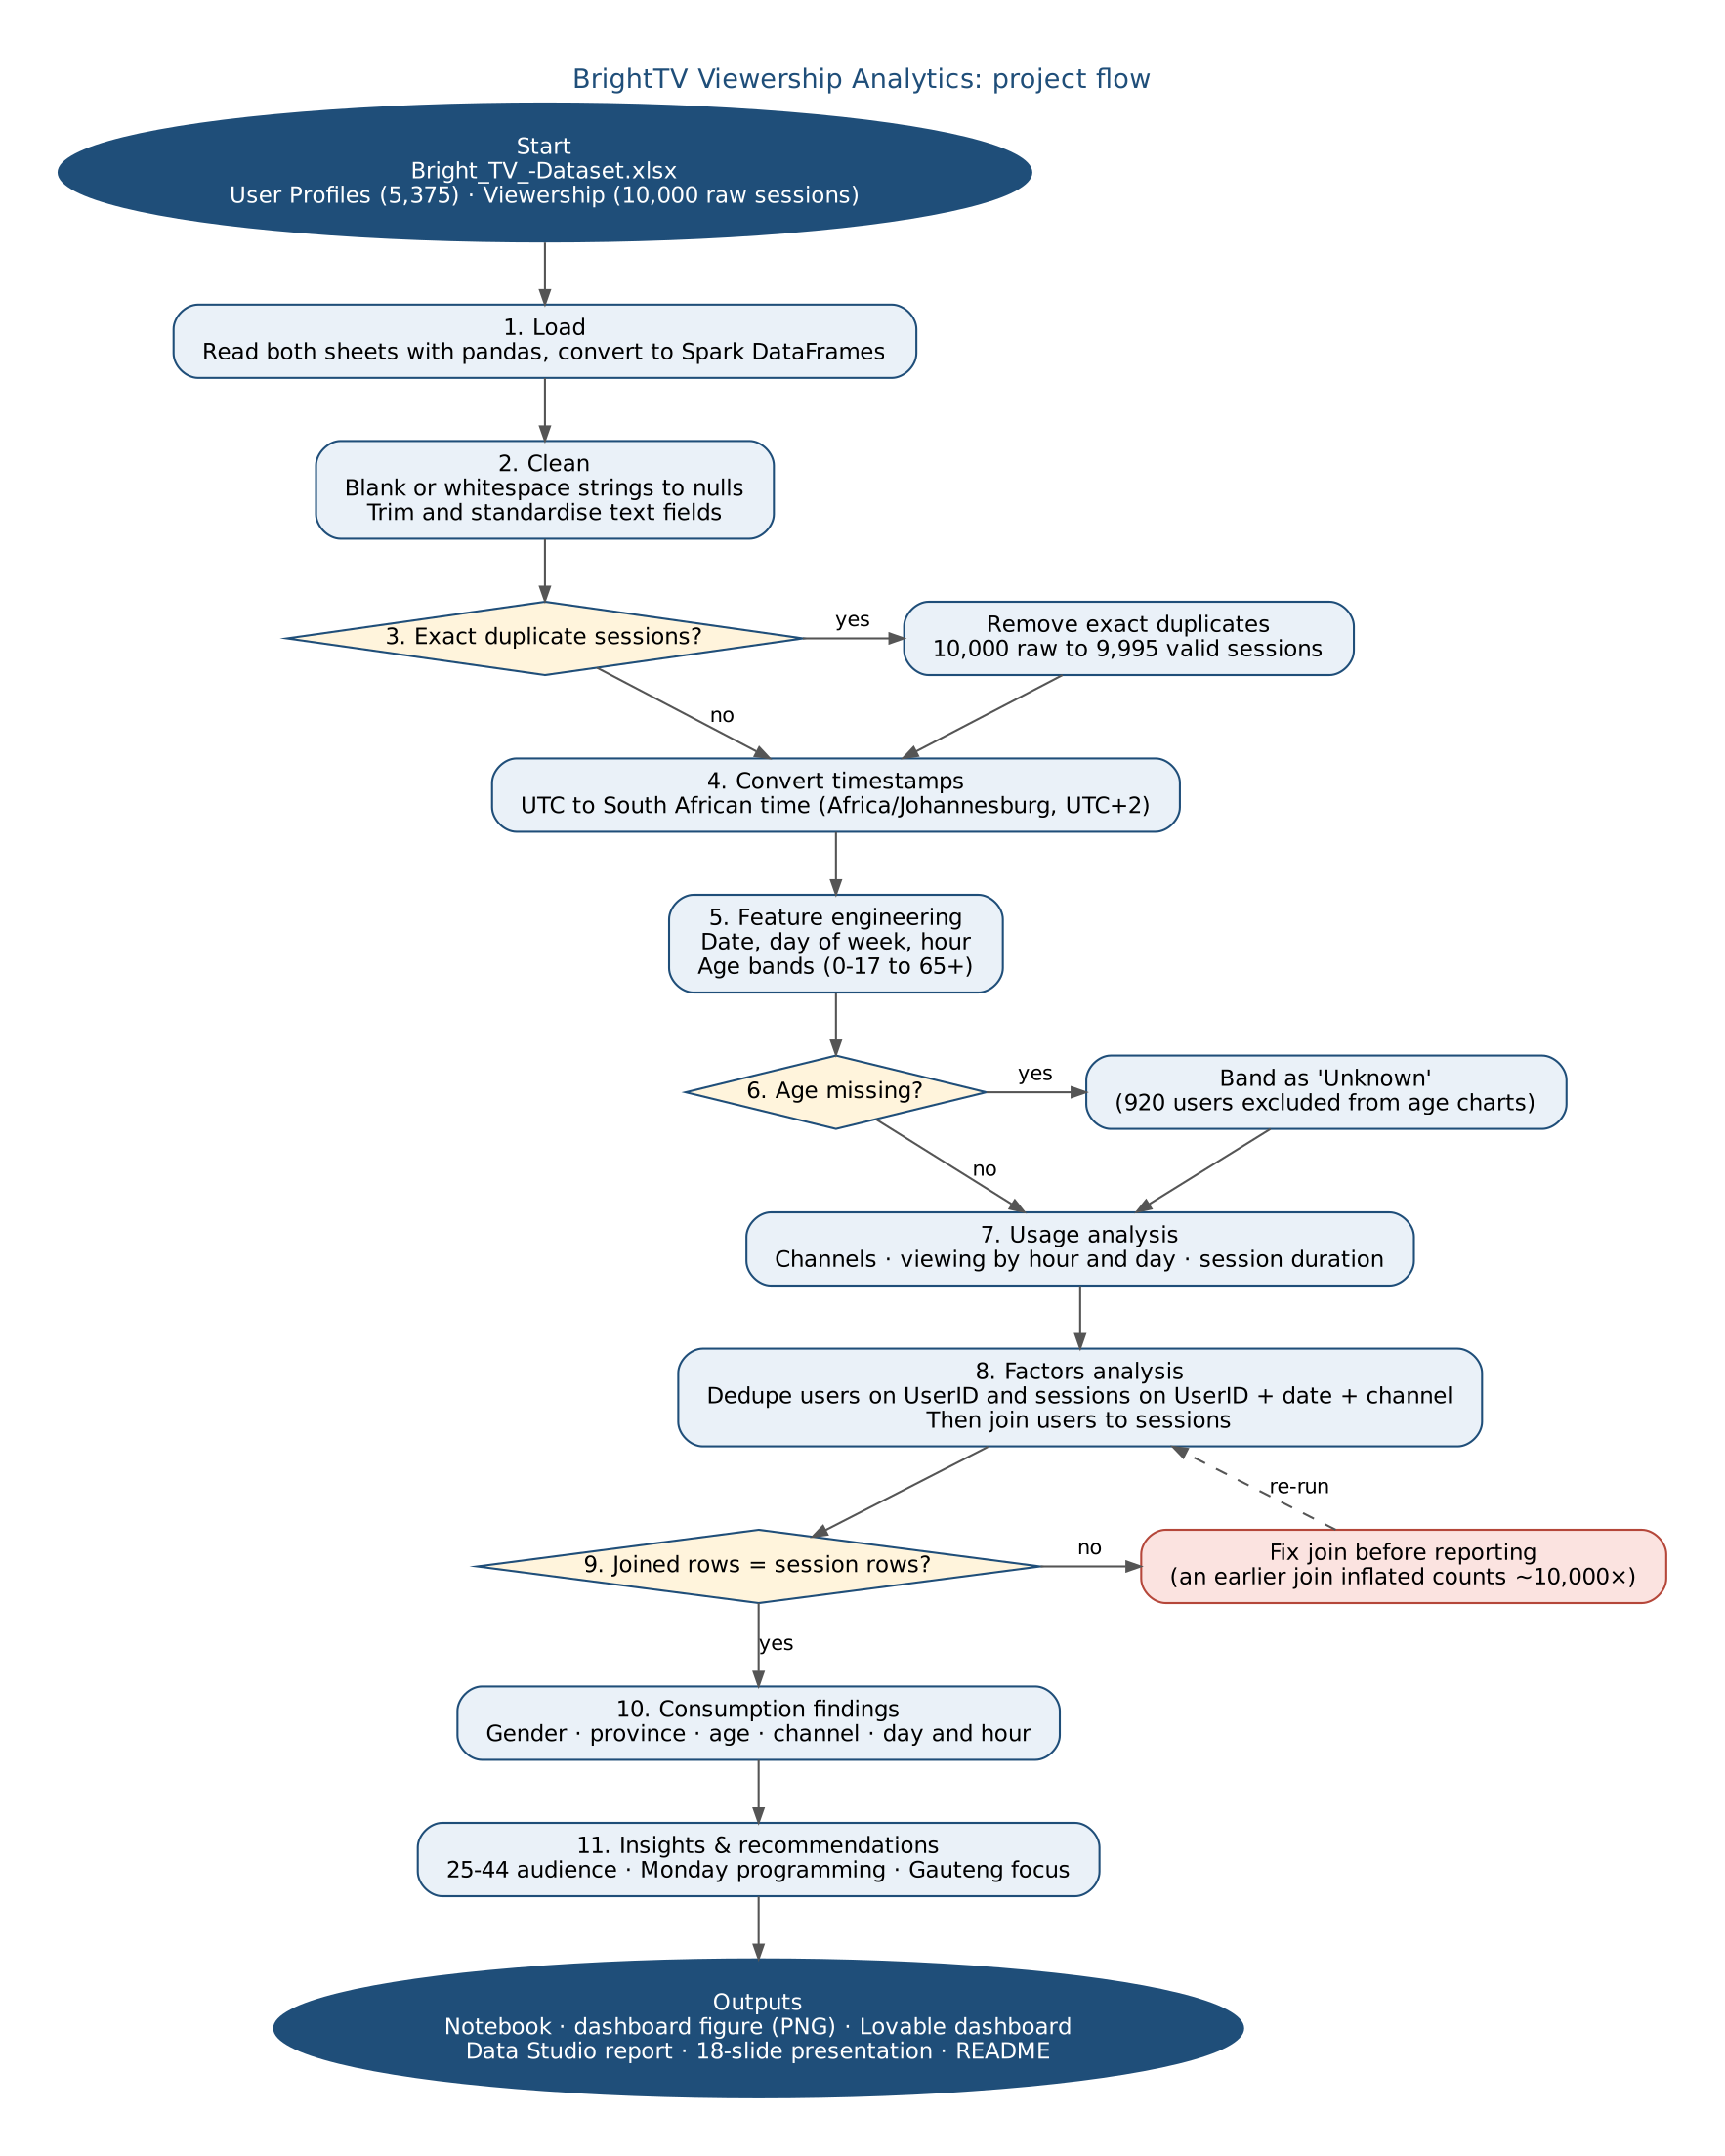 BrightTV Viewership Analytics: project flow
Start
Bright_TV_-Dataset.xlsx
User Profiles (5,375) · Viewership (10,000 raw sessions)
1. Load
Read both sheets with pandas, convert to Spark DataFrames
2. Clean
Blank or whitespace strings to nulls
Trim and standardise text fields
3. Exact duplicate sessions?
yes
Remove exact duplicates
10,000 raw to 9,995 valid sessions
no
4. Convert timestamps
UTC to South African time (Africa/Johannesburg, UTC+2)
5. Feature engineering
Date, day of week, hour
Age bands (0-17 to 65+)
6. Age missing?
yes
Band as 'Unknown'
(920 users excluded from age charts)
no
7. Usage analysis
Channels · viewing by hour and day · session duration
8. Factors analysis
Dedupe users on UserID and sessions on UserID + date + channel
Then join users to sessions
re-run
9. Joined rows = session rows?
no
Fix join before reporting
(an earlier join inflated counts ~10,000×)
yes
10. Consumption findings
Gender · province · age · channel · day and hour
11. Insights & recommendations
25-44 audience · Monday programming · Gauteng focus
Outputs
Notebook · dashboard figure (PNG) · Lovable dashboard
Data Studio report · 18-slide presentation · README